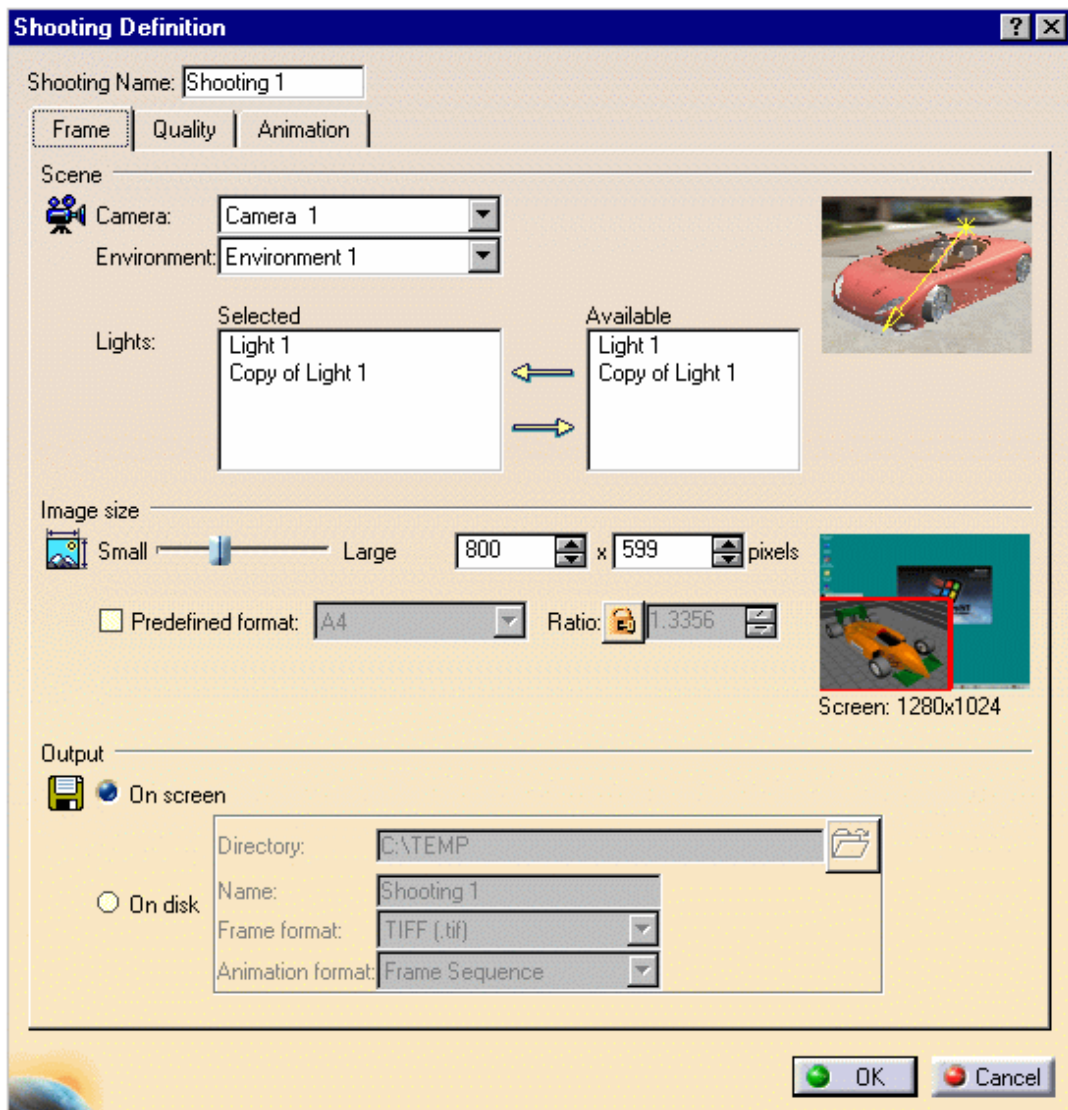 Shooting Definition
Shooting Name: Shooting 1
Frame Quality Animation
Scene
Camera: Camera 1
Environment: Environment 1
Selected Available
Lights: Light 1 Light 1
Copy of Light 1 Copy of Light 1
Image size
Small Large 800 x 599 pixels
Predefined format: A4 Ratio: 1.3356
Screen: 1280x1024
Output
On screen
Directory: C:\TEMP
On disk
Name: Shooting 1
Frame format: TIFF (.tif)
Animation format: Frame Sequence
OK Cancel